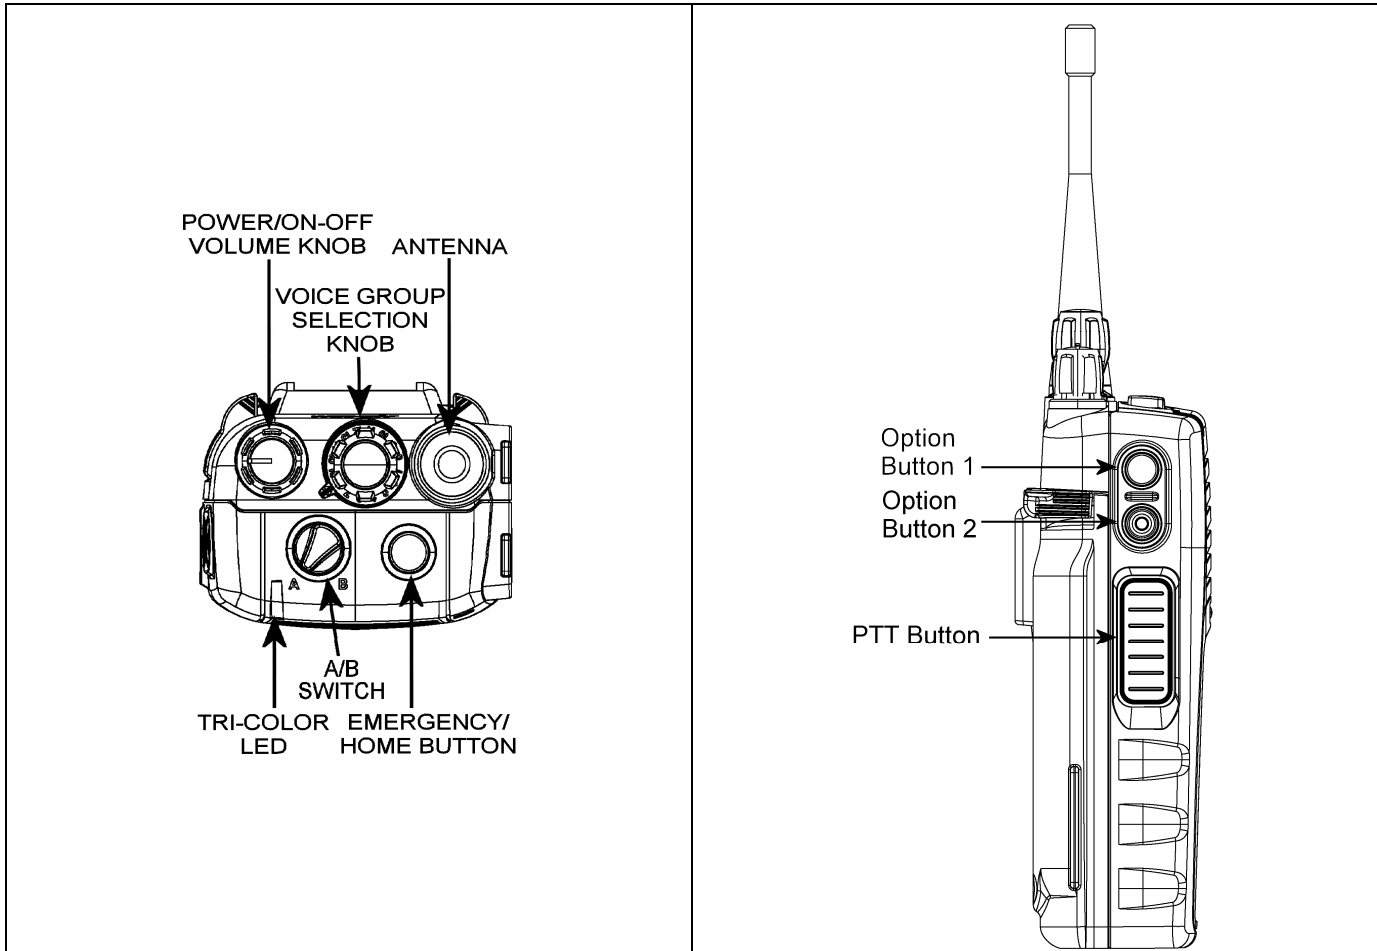 POWER/ON-OFF
VOLUME KNOB
ANTENNA
VOICE GROUP
SELECTION
KNOB
A
B
A/B
SWITCH
TRI-COLOR
LED
EMERGENCY/
HOME BUTTON
Option
Button 1
Option
Button 2
PTT Button